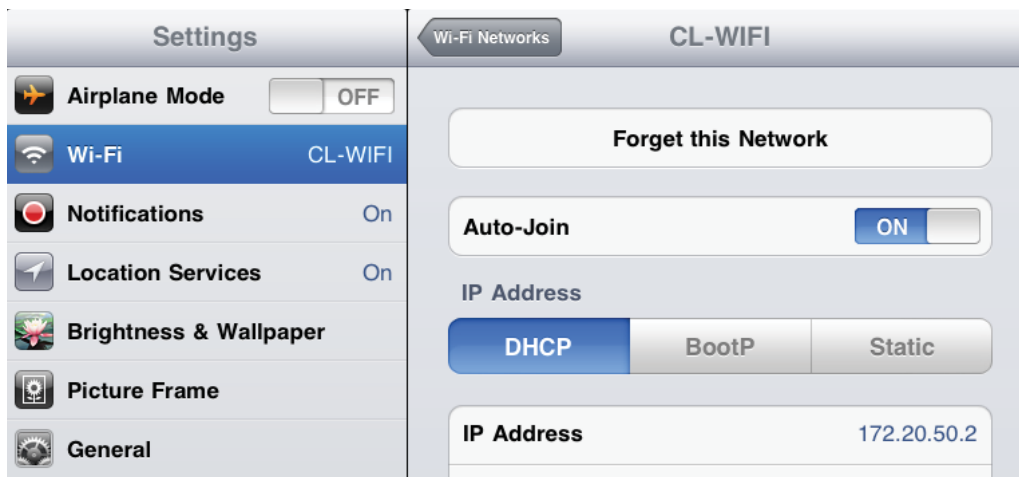 Settings
Airplane Mode OFF
Wi-Fi CL-WIFI
Notifications On
Location Services On
Brightness & Wallpaper
Picture Frame
General
Wi-Fi Networks CL-WIFI
Forget this Network
Auto-Join ON
IP Address
DHCP BootP Static
IP Address 172.20.50.2